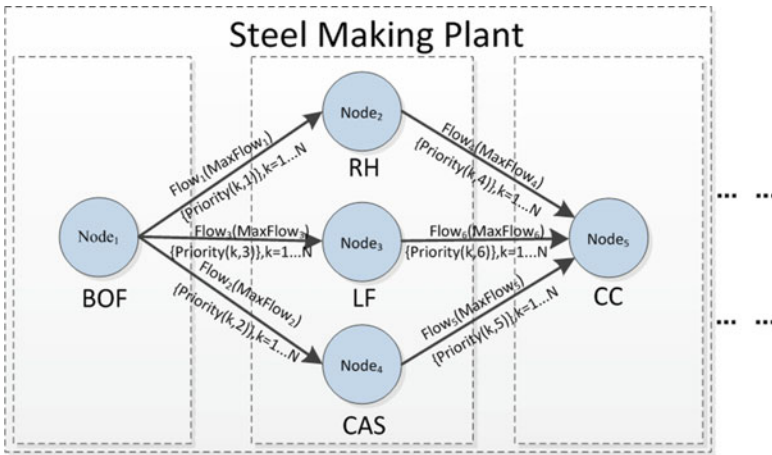 Steel Making Plant
Node₂
RH
Flow₁(MaxFlow₁)
{Priority(k,1)},k=1...N
Flow₄(MaxFlow₄)
{Priority(k,4)},k=1...N
Node₁
BOF
Flow₃(MaxFlow₃)
{Priority(k,3)},k=1...N
Node₃
LF
Flow₆(MaxFlow₆)
{Priority(k,6)},k=1...N
Node₅
CC
Flow₂(MaxFlow₂)
{Priority(k,2)},k=1...N
Node₄
CAS
Flow₅(MaxFlow₅)
{Priority(k,5)},k=1...N
... ...
... ...